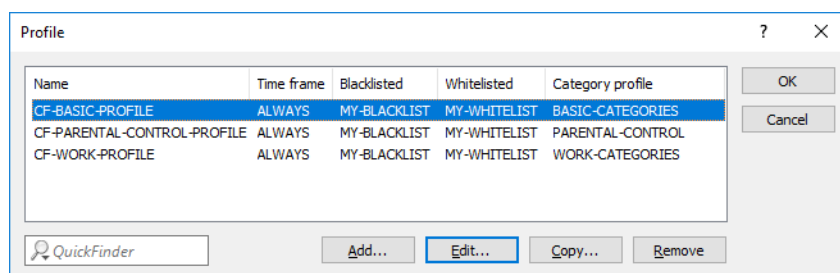 Profile ? ×
Name Time frame Blacklisted Whitelisted Category profile
CF-BASIC-PROFILE ALWAYS MY-BLACKLIST MY-WHITELIST BASIC-CATEGORIES
CF-PARENTAL-CONTROL-PROFILE ALWAYS MY-BLACKLIST MY-WHITELIST PARENTAL-CONTROL
CF-WORK-PROFILE ALWAYS MY-BLACKLIST MY-WHITELIST WORK-CATEGORIES
OK
Cancel
QuickFinder Add... Edit... Copy... Remove